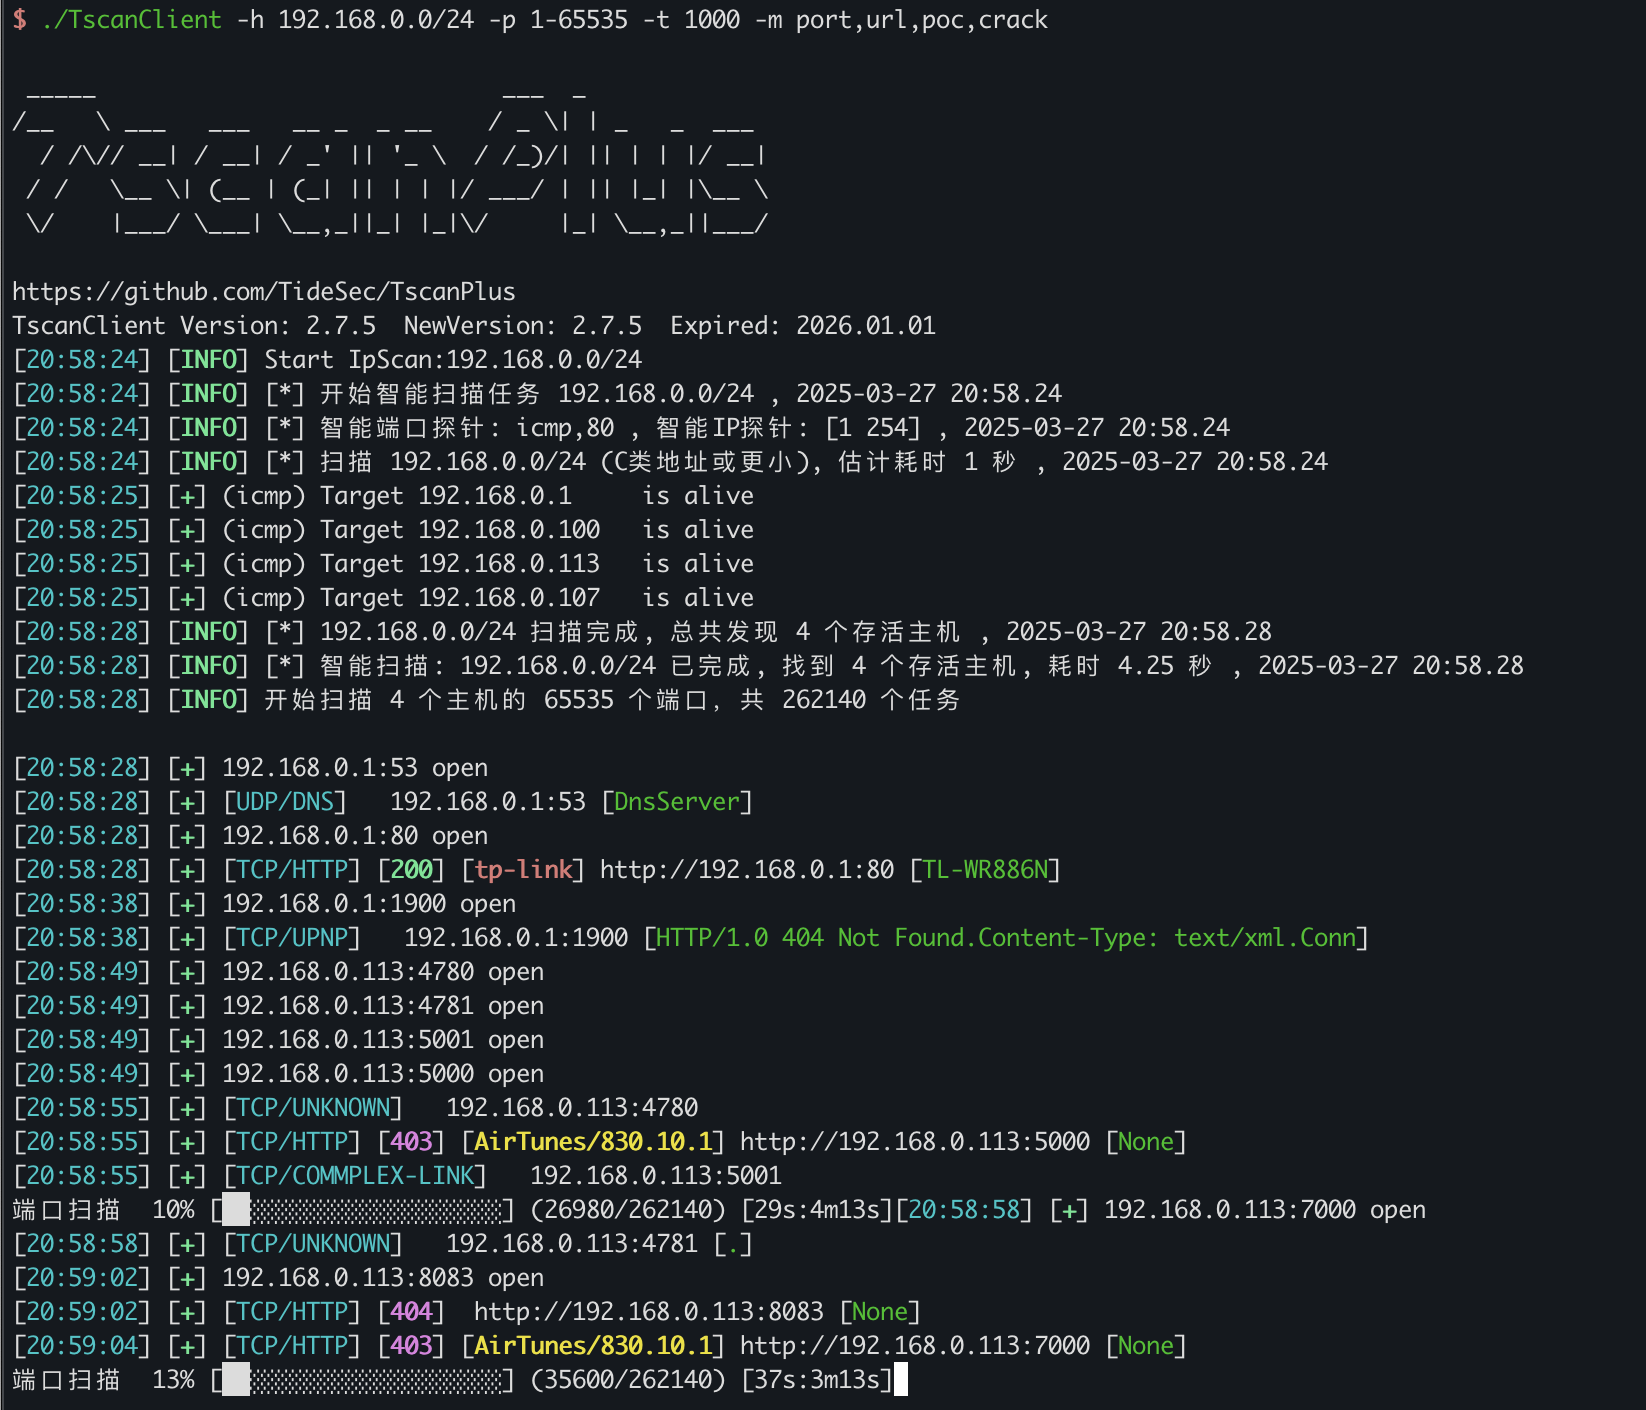 $ ./TscanClient -h 192.168.0.0/24 -p 1-65535 -t 1000 -m port,url,poc,crack
Tscan Plus
https://github.com/TideSec/TscanPlus
TscanClient Version: 2.7.5  NewVersion: 2.7.5  Expired: 2026.01.01
[20:58:24] [INFO] Start IpScan:192.168.0.0/24
[20:58:24] [INFO] [*] 开始智能扫描任务 192.168.0.0/24 , 2025-03-27 20:58.24
[20:58:24] [INFO] [*] 智能端口探针: icmp,80 , 智能IP探针: [1 254] , 2025-03-27 20:58.24
[20:58:24] [INFO] [*] 扫描 192.168.0.0/24 (C类地址或更小), 估计耗时 1 秒 , 2025-03-27 20:58.24
[20:58:25] [+] (icmp) Target 192.168.0.1     is alive
[20:58:25] [+] (icmp) Target 192.168.0.100   is alive
[20:58:25] [+] (icmp) Target 192.168.0.113   is alive
[20:58:25] [+] (icmp) Target 192.168.0.107   is alive
[20:58:28] [INFO] [*] 192.168.0.0/24 扫描完成, 总共发现 4 个存活主机 , 2025-03-27 20:58.28
[20:58:28] [INFO] [*] 智能扫描: 192.168.0.0/24 已完成, 找到 4 个存活主机, 耗时 4.25 秒 , 2025-03-27 20:58.28
[20:58:28] [INFO] 开始扫描 4 个主机的 65535 个端口, 共 262140 个任务
[20:58:28] [+] 192.168.0.1:53 open
[20:58:28] [+] [UDP/DNS]   192.168.0.1:53 [DnsServer]
[20:58:28] [+] 192.168.0.1:80 open
[20:58:28] [+] [TCP/HTTP] [200] [tp-link] http://192.168.0.1:80 [TL-WR886N]
[20:58:38] [+] 192.168.0.1:1900 open
[20:58:38] [+] [TCP/UPNP]   192.168.0.1:1900 [HTTP/1.0 404 Not Found.Content-Type: text/xml.Conn]
[20:58:49] [+] 192.168.0.113:4780 open
[20:58:49] [+] 192.168.0.113:4781 open
[20:58:49] [+] 192.168.0.113:5001 open
[20:58:49] [+] 192.168.0.113:5000 open
[20:58:55] [+] [TCP/UNKNOWN]   192.168.0.113:4780
[20:58:55] [+] [TCP/HTTP] [403] [AirTunes/830.10.1] http://192.168.0.113:5000 [None]
[20:58:55] [+] [TCP/COMMPLEX-LINK]   192.168.0.113:5001
端口扫描  10% [██░░░░░░░░░░░░░░░░░░] (26980/262140) [29s:4m13s][20:58:58] [+] 192.168.0.113:7000 open
[20:58:58] [+] [TCP/UNKNOWN]   192.168.0.113:4781 [.]
[20:59:02] [+] 192.168.0.113:8083 open
[20:59:02] [+] [TCP/HTTP] [404]  http://192.168.0.113:8083 [None]
[20:59:04] [+] [TCP/HTTP] [403] [AirTunes/830.10.1] http://192.168.0.113:7000 [None]
端口扫描  13% [██░░░░░░░░░░░░░░░░░░] (35600/262140) [37s:3m13s]